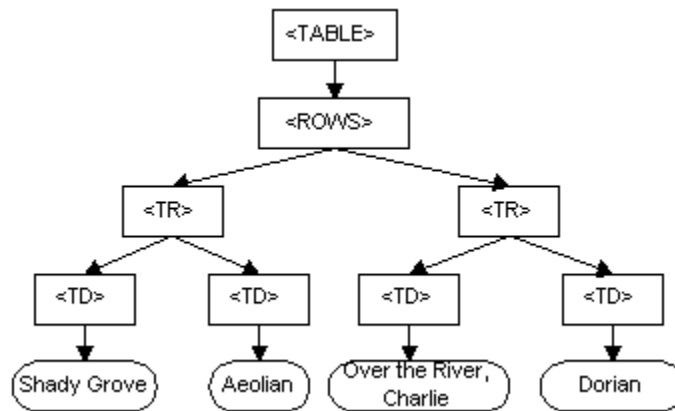 <TABLE>
<ROWS>
<TR> <TR>
<TD> <TD> <TD> <TD>
Shady Grove Aeolian Over the River, Charlie Dorian